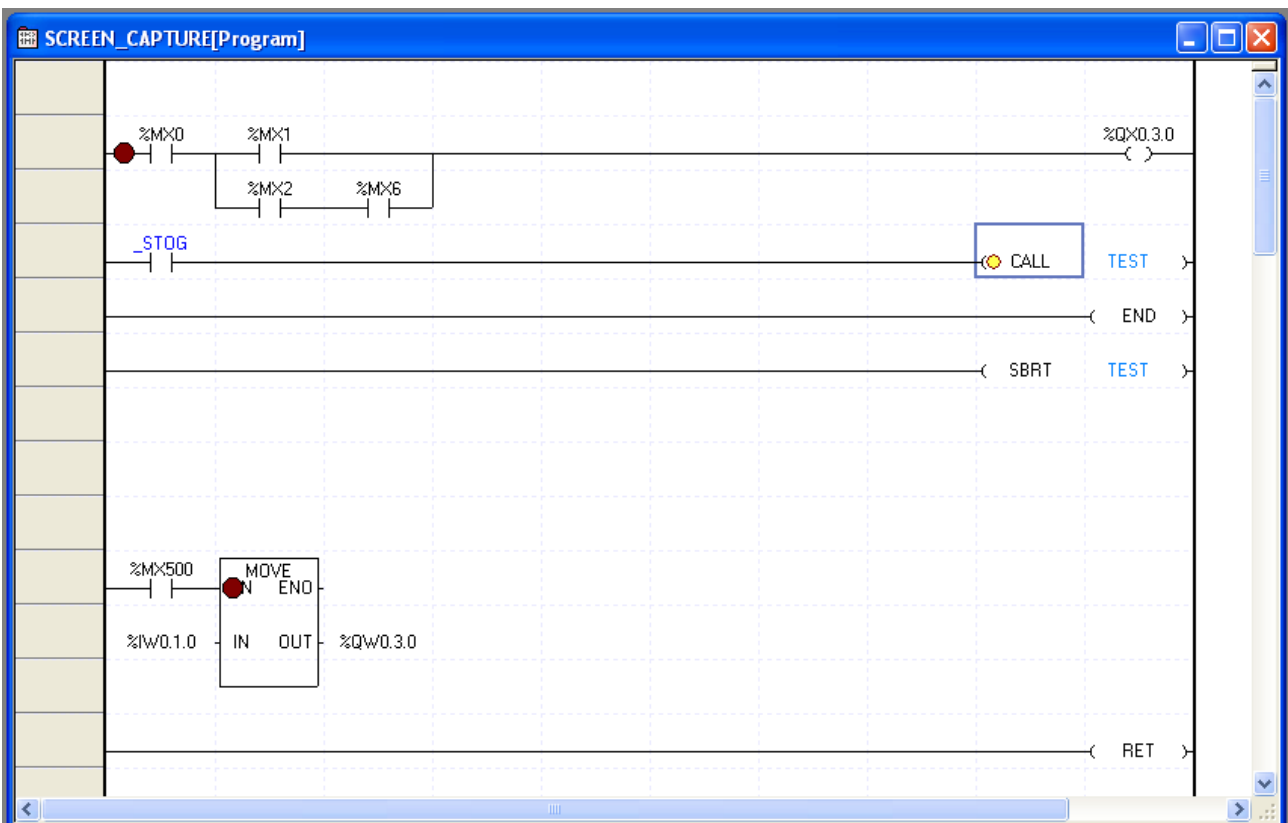 SCREEN_CAPTURE[Program]
%MX0 %MX1 %QX0.3.0
%MX2 %MX6
_STOG
CALL TEST
END
SBRT TEST
%MX500 MOVE
N ENO
%IW0.1.0 IN OUT %QW0.3.0
RET